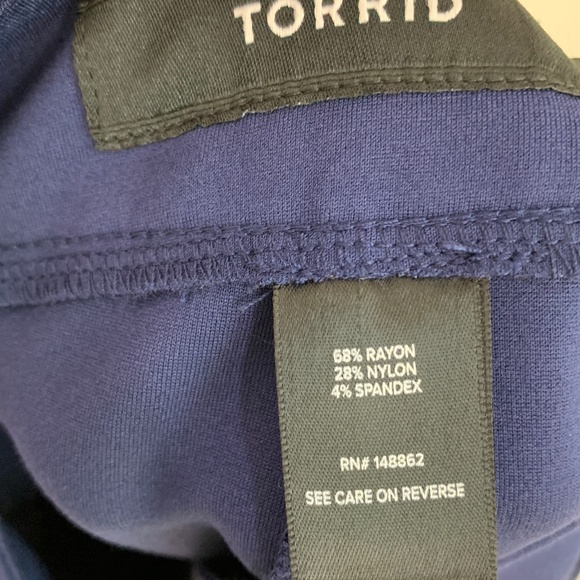 TORRID
68% RAYON
28% NYLON
4% SPANDEX
RN# 148862
SEE CARE ON REVERSE